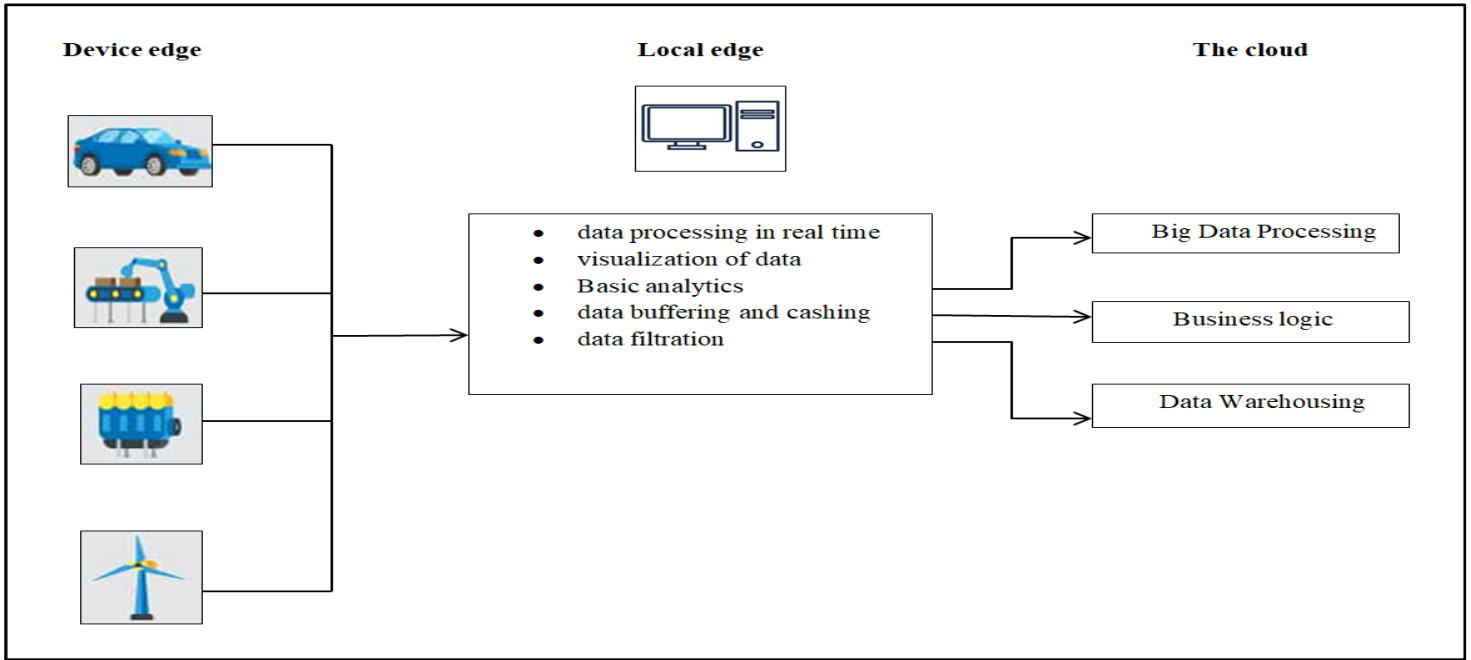 Device edge
Local edge
The cloud
data processing in real time
visualization of data
Basic analytics
data buffering and cashing
data filtration
Big Data Processing
Business logic
Data Warehousing